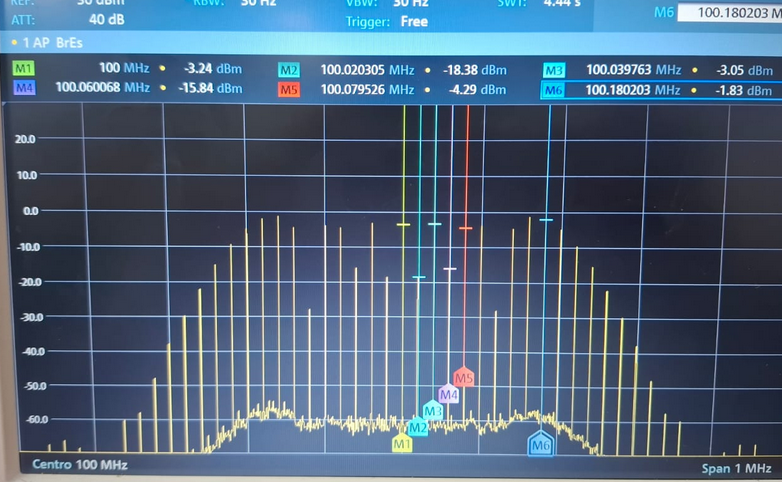 REF: 30 dBm RBW: 30 Hz VBW: 30 Hz SWT: 4.44 s
ATT: 40 dB Trigger: Free M6 100.180203 M
1 AP BrEs
M1 100 MHz • -3.24 dBm M2 100.020305 MHz • -18.38 dBm M3 100.039763 MHz • -3.05 dBm
M4 100.060068 MHz • -15.84 dBm M5 100.079526 MHz • -4.29 dBm M6 100.180203 MHz • -1.83 dBm
20.0
10.0
0.0
-10.0
-20.0
-30.0
-40.0
-50.0
-60.0
M5
M4
M3
M2
M1
M6
Centro 100 MHz Span 1 MHz